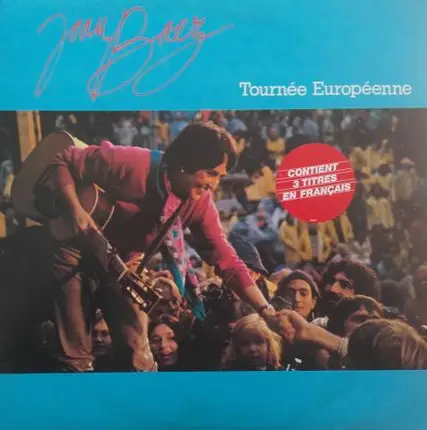 Joan Baez
Tournée Européenne
CONTIENT
3 TITRES
EN FRANÇAIS